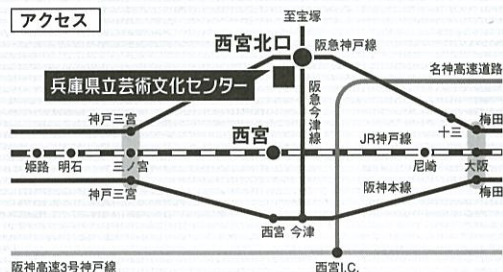 アクセス
至宝塚
西宮北口
阪急神戸線
兵庫県立芸術文化センター
阪急今津線
名神高速道路
神戸三宮
十三
梅田
西宮
JR神戸線
姫路
明石
三ノ宮
尼崎
大阪
神戸三宮
阪神本線
梅田
西宮
今津
阪神高速3号神戸線
西宮I.C.